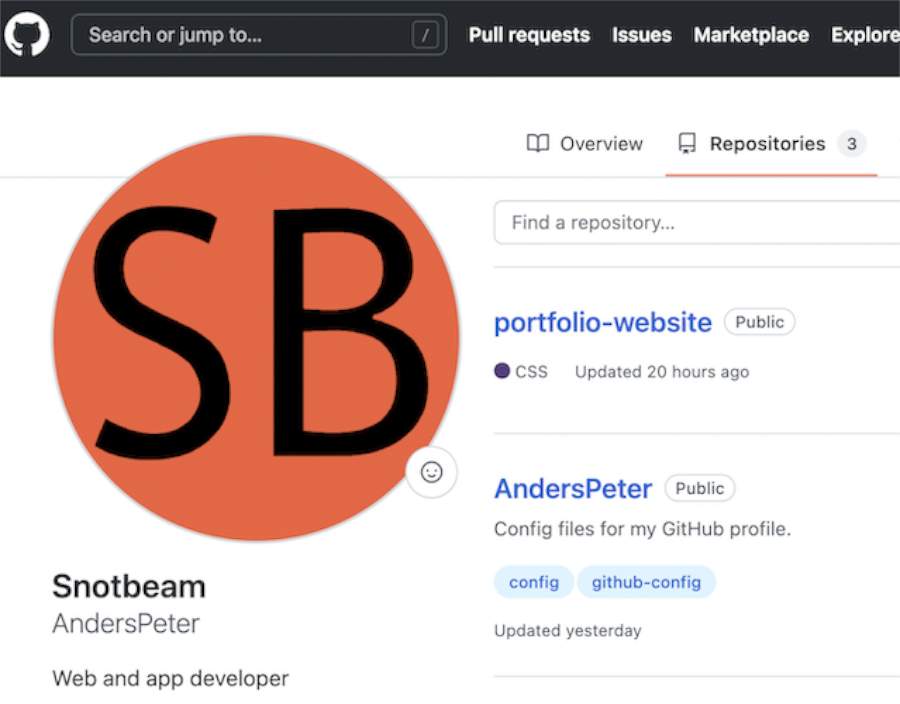 Search or jump to... /
Pull requests Issues Marketplace Explore
Overview Repositories 3
SB
Find a repository...
portfolio-website Public
CSS Updated 20 hours ago
AndersPeter Public
Config files for my GitHub profile.
config github-config
Updated yesterday
Snotbeam
AndersPeter
Web and app developer